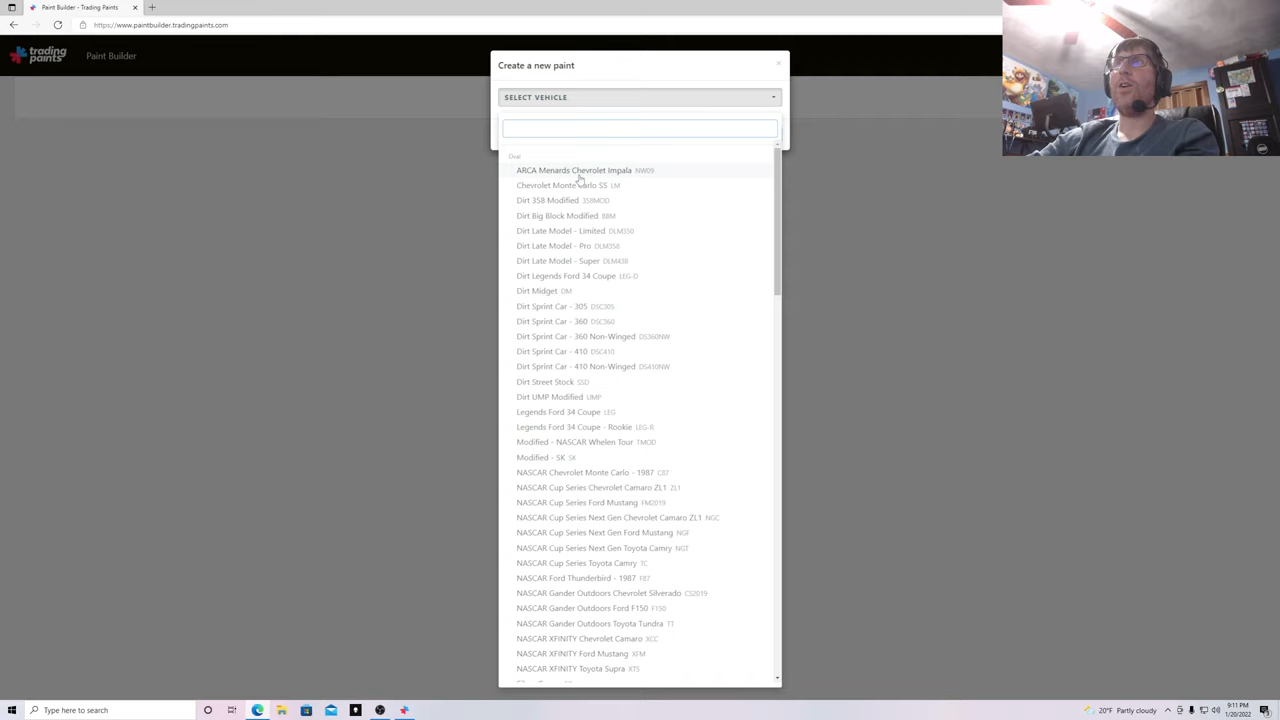 Paint Builder - Trading Paints
https://www.paintbuilder.tradingpaints.com
trading paints
Paint Builder
Create a new paint
SELECT VEHICLE
Oval
ARCA Menards Chevrolet Impala NW09
Chevrolet Monte Carlo SS LM
Dirt 358 Modified 358MOD
Dirt Big Block Modified BBM
Dirt Late Model - Limited DLM350
Dirt Late Model - Pro DLM358
Dirt Late Model - Super DLM438
Dirt Legends Ford 34 Coupe LEG-D
Dirt Midget DM
Dirt Sprint Car - 305 DSC305
Dirt Sprint Car - 360 DSC360
Dirt Sprint Car - 360 Non-Winged DS360NW
Dirt Sprint Car - 410 DSC410
Dirt Sprint Car - 410 Non-Winged DS410NW
Dirt Street Stock SSD
Dirt UMP Modified UMP
Legends Ford 34 Coupe LEG
Legends Ford 34 Coupe - Rookie LEG-R
Modified - NASCAR Whelen Tour TMOD
Modified - SK SK
NASCAR Chevrolet Monte Carlo - 1987 C87
NASCAR Cup Series Chevrolet Camaro ZL1 ZL1
NASCAR Cup Series Ford Mustang FM2019
NASCAR Cup Series Next Gen Chevrolet Camaro ZL1 NGC
NASCAR Cup Series Next Gen Ford Mustang NGF
NASCAR Cup Series Next Gen Toyota Camry NGT
NASCAR Cup Series Toyota Camry TC
NASCAR Ford Thunderbird - 1987 F87
NASCAR Gander Outdoors Chevrolet Silverado CS2019
NASCAR Gander Outdoors Ford F150 F150
NASCAR Gander Outdoors Toyota Tundra TT
NASCAR XFINITY Chevrolet Camaro XCC
NASCAR XFINITY Ford Mustang XFM
NASCAR XFINITY Toyota Supra XTS
Type here to search
20°F Partly cloudy
9:11 PM
1/20/2022